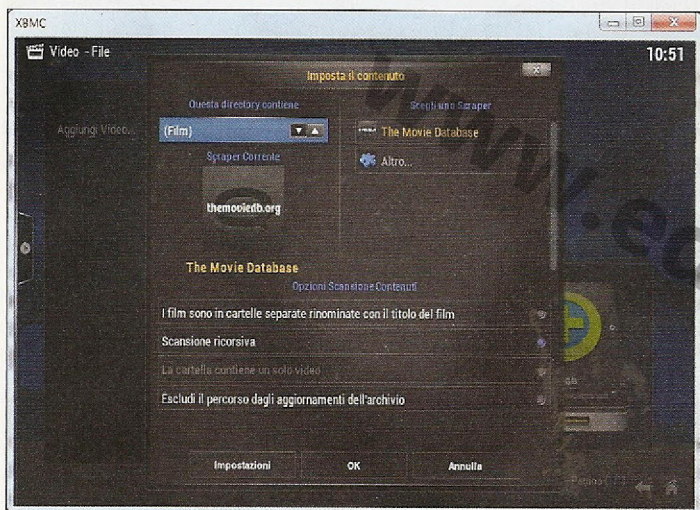 XBMC
Video - File
10:51
Imposta il contenuto
Questa directory contiene
Scegli uno Scraper
Aggiungi Video...
(Film)
The Movie Database
Scraper Corrente
Altro...
themoviedb.org
The Movie Database
Opzioni Scansione Contenuti
I film sono in cartelle separate rinominate con il titolo del film
Scansione ricorsiva
La cartella contiene un solo video
Escludi il percorso dagli aggiornamenti dell'archivio
Impostazioni
OK
Annulla
www.e